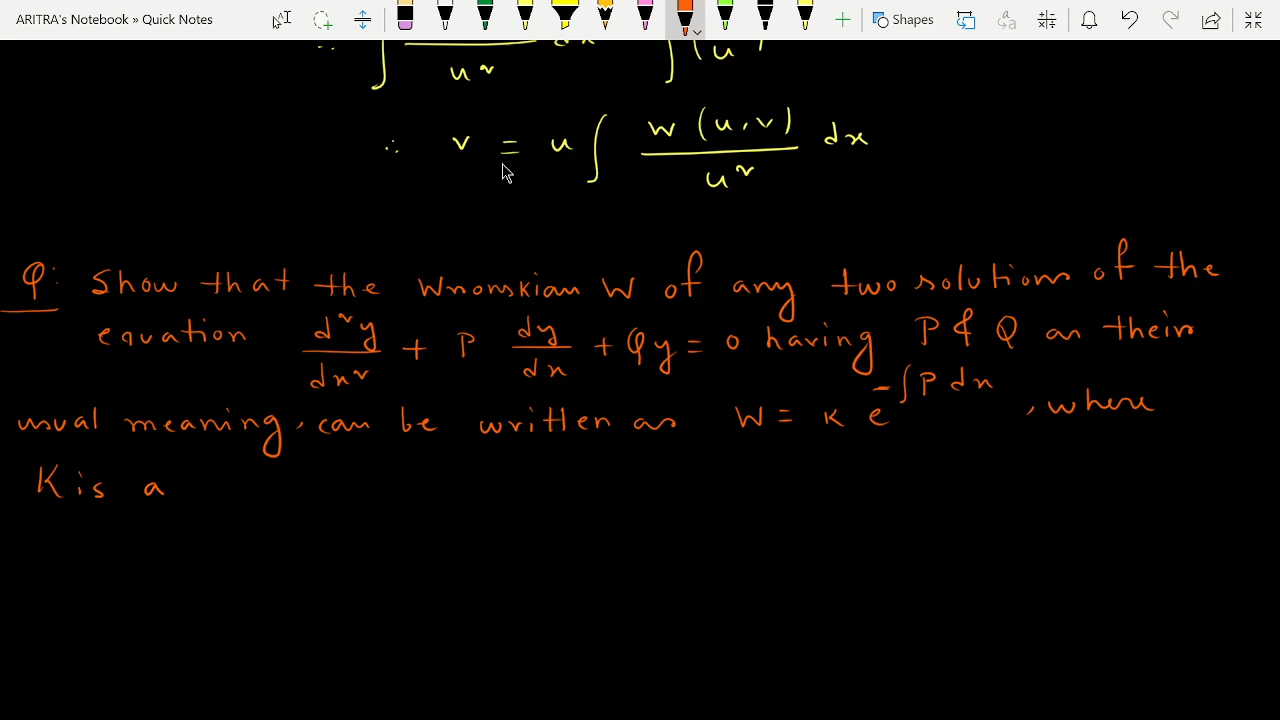 ARITRA's Notebook » Quick Notes
Shapes
u²
∴ v = u ∫ W (u, v) / u² dx
Q: Show that the Wronskian W of any two solutions of the
equation d²y/dx² + P dy/dx + Qy = 0 having P & Q as their
usual meaning, can be written as W = K e^(-∫P dx), where
K is a